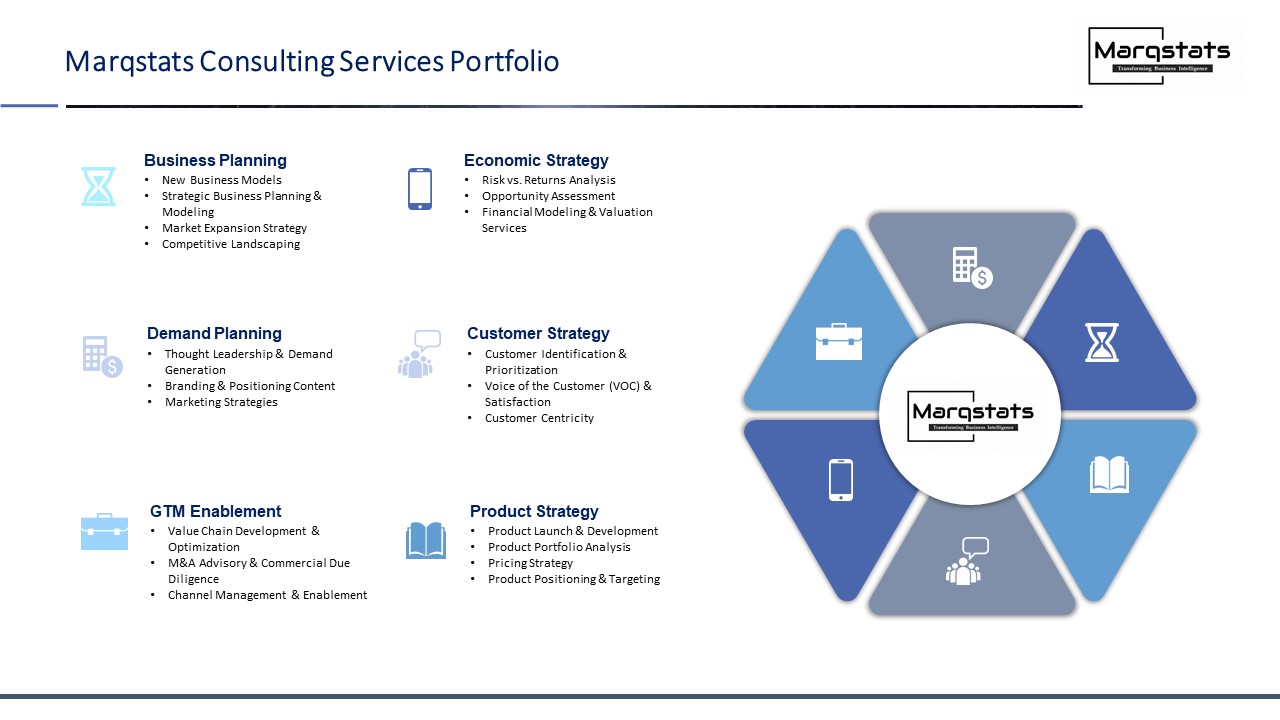 Marqstats Consulting Services Portfolio
Marqstats
Transforming Business Intelligence
Business Planning
• New Business Models
• Strategic Business Planning &
Modeling
• Market Expansion Strategy
• Competitive Landscaping
Economic Strategy
• Risk vs. Returns Analysis
• Opportunity Assessment
• Financial Modeling & Valuation
Services
Demand Planning
• Thought Leadership & Demand
Generation
• Branding & Positioning Content
• Marketing Strategies
Customer Strategy
• Customer Identification &
Prioritization
• Voice of the Customer (VOC) &
Satisfaction
• Customer Centricity
GTM Enablement
• Value Chain Development &
Optimization
• M&A Advisory & Commercial Due
Diligence
• Channel Management & Enablement
Product Strategy
• Product Launch & Development
• Product Portfolio Analysis
• Pricing Strategy
• Product Positioning & Targeting
$
$
Marqstats
Transforming Business Intelligence